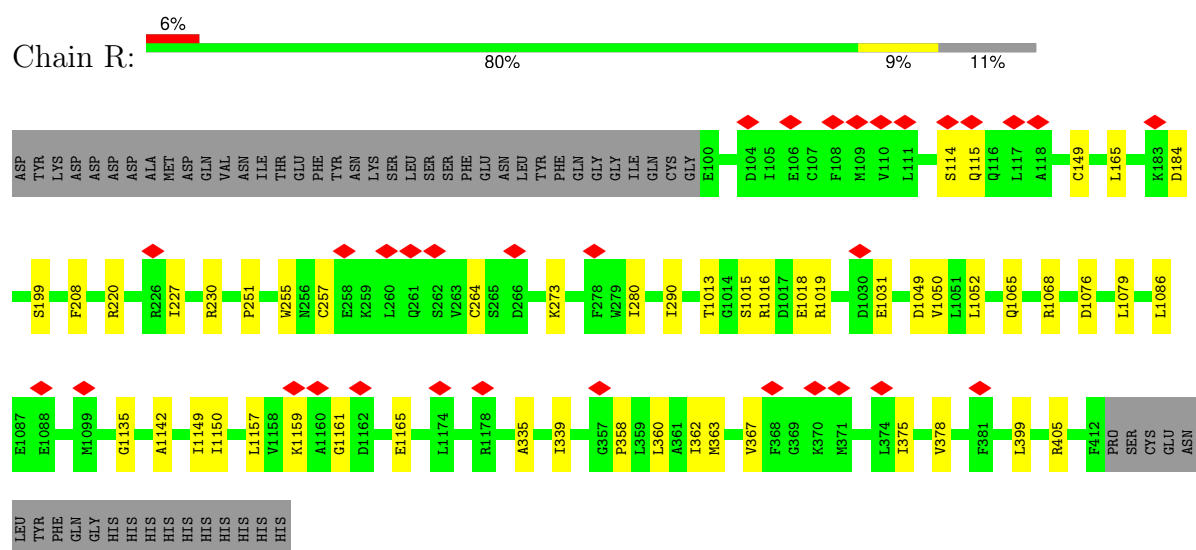 6%
Chain R:
80% 9% 11%
ASP TYR LYS ASP ASP ASP ASP ALA MET ASP GLN VAL ASN ILE THR GLU PHE TYR ASN LYS SER LEU SER SER PHE GLU ASN LEU TYR PHE GLN GLY GLY ILE GLN CYS GLY E100 D104 I105 E106 C107 F108 M109 V110 L111 S114 Q115 Q116 L117 A118 C149 L165 K183 D184
S199 F208 R220 R226 I227 R230 P251 W255 N256 C257 E258 K259 L260 Q261 S262 V263 C264 S265 D266 K273 F278 W279 I280 I290 T1013 G1014 S1015 R1016 D1017 E1018 R1019 D1030 E1031 D1049 V1050 L1051 L1052 Q1065 R1068 D1076 L1079 L1086
E1087 E1088 M1099 G1135 A1142 I1149 I1150 L1157 V1158 K1159 A1160 G1161 D1162 E1165 L1174 R1178 A335 I339 G357 P358 L359 L360 A361 I362 M363 V367 F368 G369 K370 M371 L374 I375 V378 F381 L399 R405 F412 PRO SER CYS GLU ASN
LEU TYR PHE GLN GLY HIS HIS HIS HIS HIS HIS HIS HIS HIS HIS